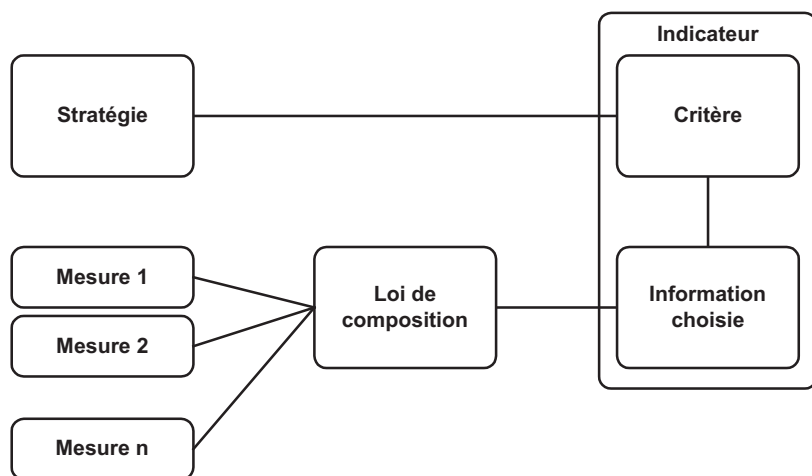 Indicateur
Stratégie
Critère
Mesure 1
Mesure 2
Mesure n
Loi de
composition
Information
choisie